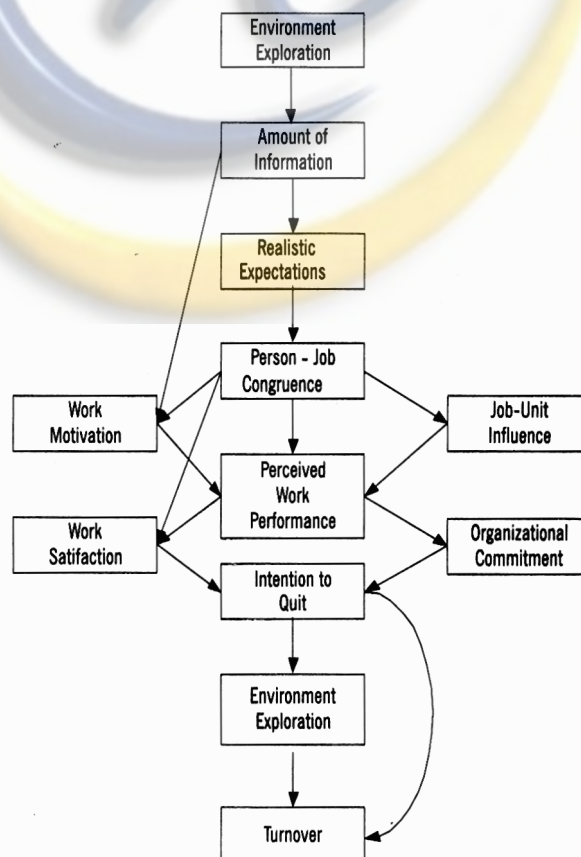 Environment
Exploration
Amount of
Information
Realistic
Expectations
Person - Job
Congruence
Work
Motivation
Job-Unit
Influence
Perceived
Work
Performance
Work
Satifaction
Organizational
Commitment
Intention to
Quit
Environment
Exploration
Turnover